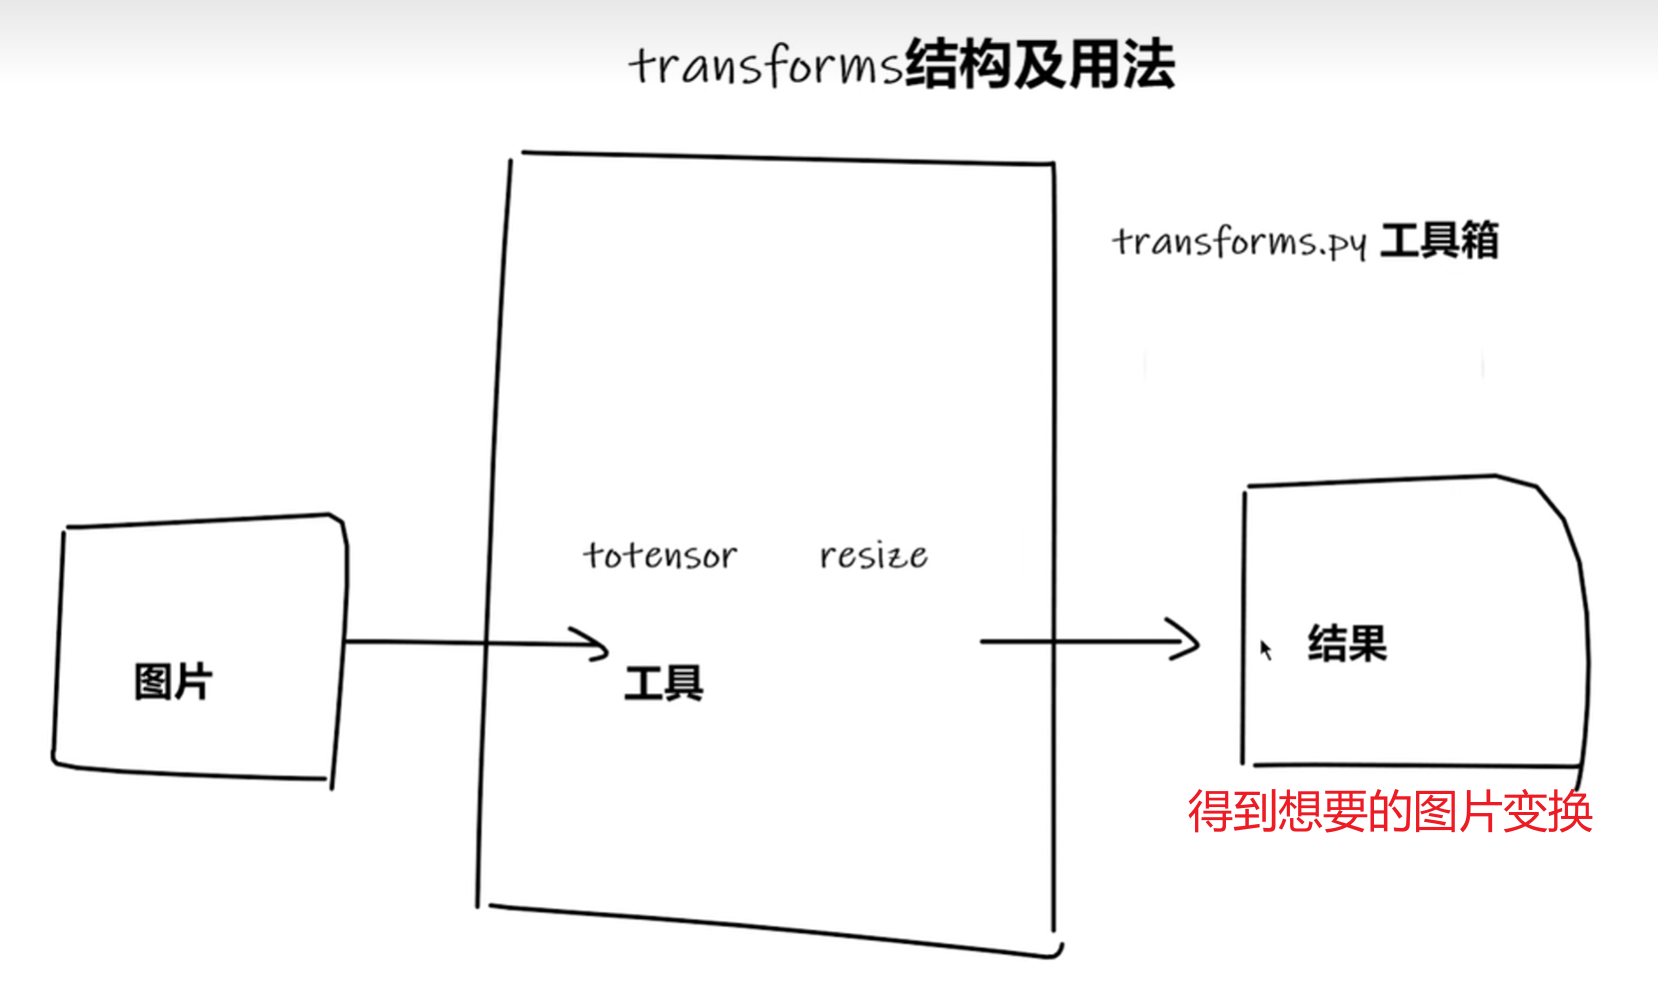 transforms结构及用法
transforms.py 工具箱
totensor resize
图片
工具
结果
得到想要的图片变换